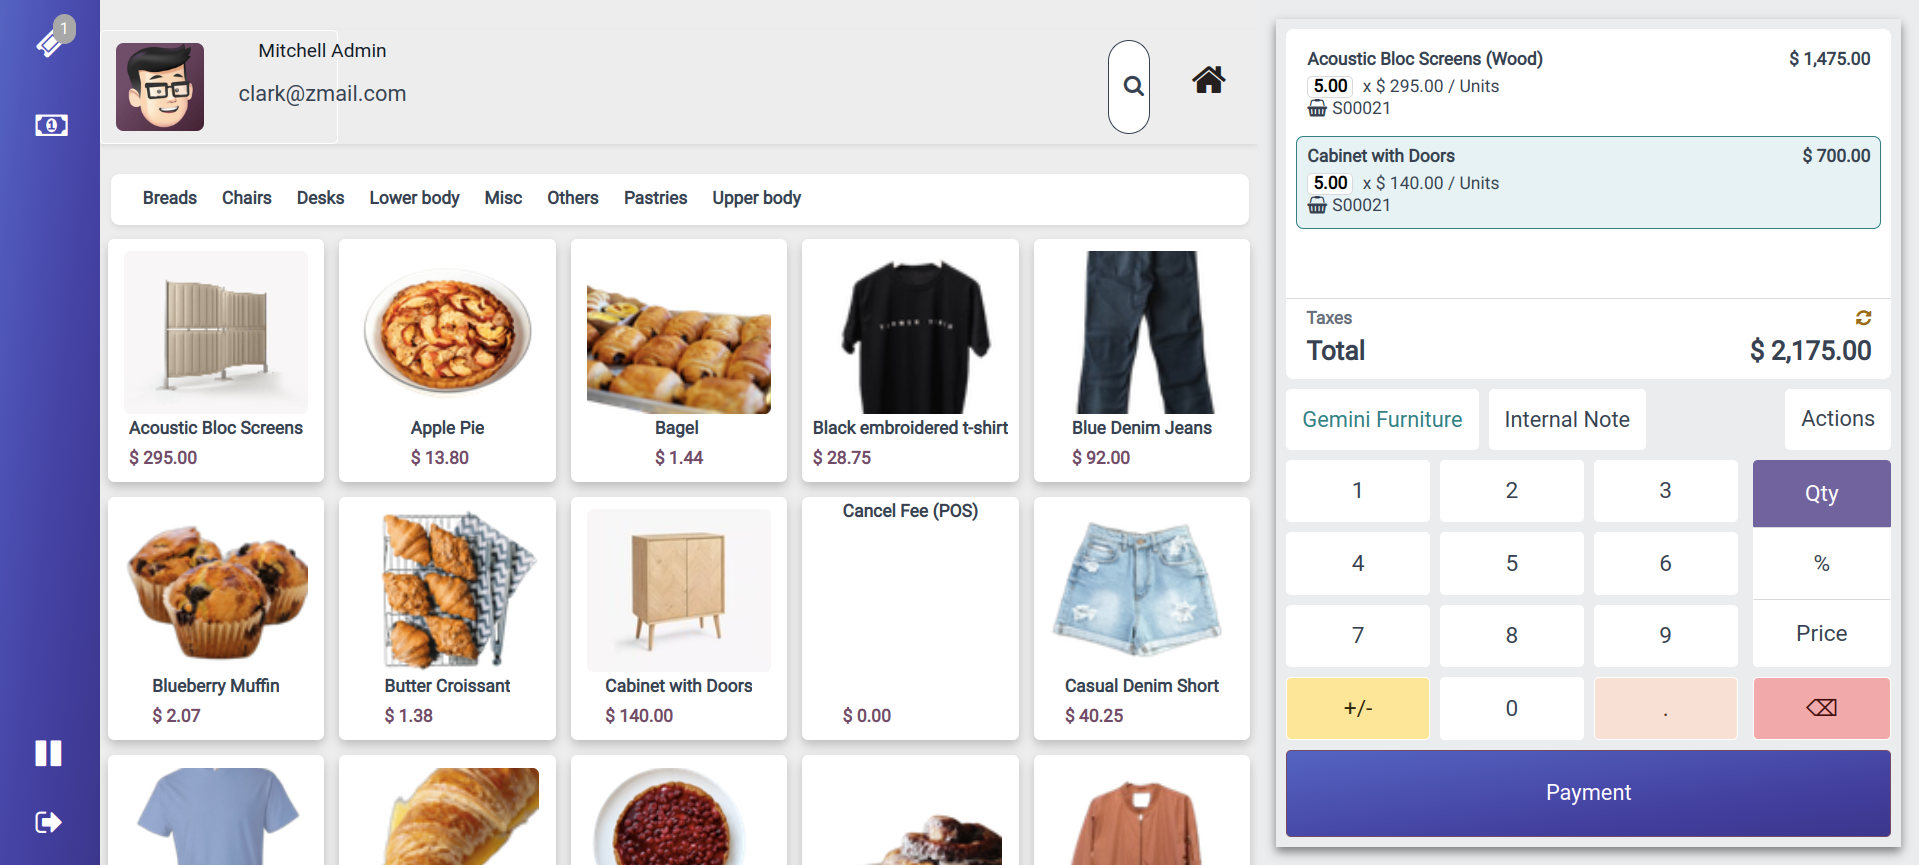 1
Mitchell Admin
clark@zmail.com
Breads Chairs Desks Lower body Misc Others Pastries Upper body
Acoustic Bloc Screens
$ 295.00
Apple Pie
$ 13.80
Bagel
$ 1.44
Black embroidered t-shirt
$ 28.75
Blue Denim Jeans
$ 92.00
Blueberry Muffin
$ 2.07
Butter Croissant
$ 1.38
Cabinet with Doors
$ 140.00
Cancel Fee (POS)
$ 0.00
Casual Denim Short
$ 40.25
Acoustic Bloc Screens (Wood) $ 1,475.00
5.00 x $ 295.00 / Units
S00021
Cabinet with Doors $ 700.00
5.00 x $ 140.00 / Units
S00021
Taxes
Total $ 2,175.00
Gemini Furniture Internal Note Actions
1 2 3 Qty
4 5 6 %
7 8 9 Price
+/- 0 . ⌫
Payment